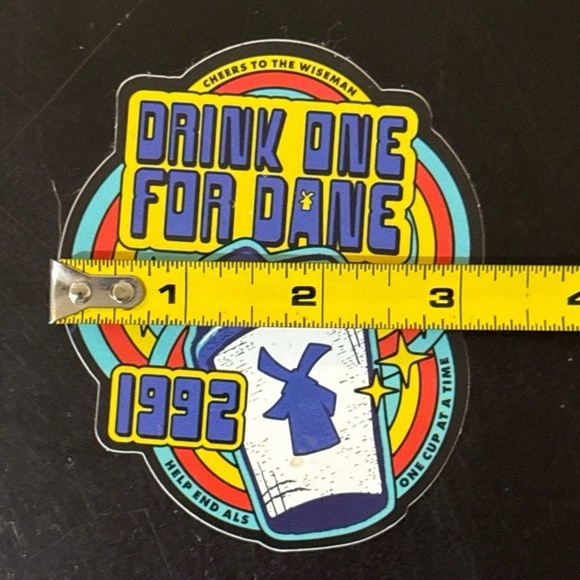 CHEERS TO THE WISEMAN
DRINK ONE
FOR DANE
1 2 3 4
1992
HELP END ALS
ONE CUP AT A TIME